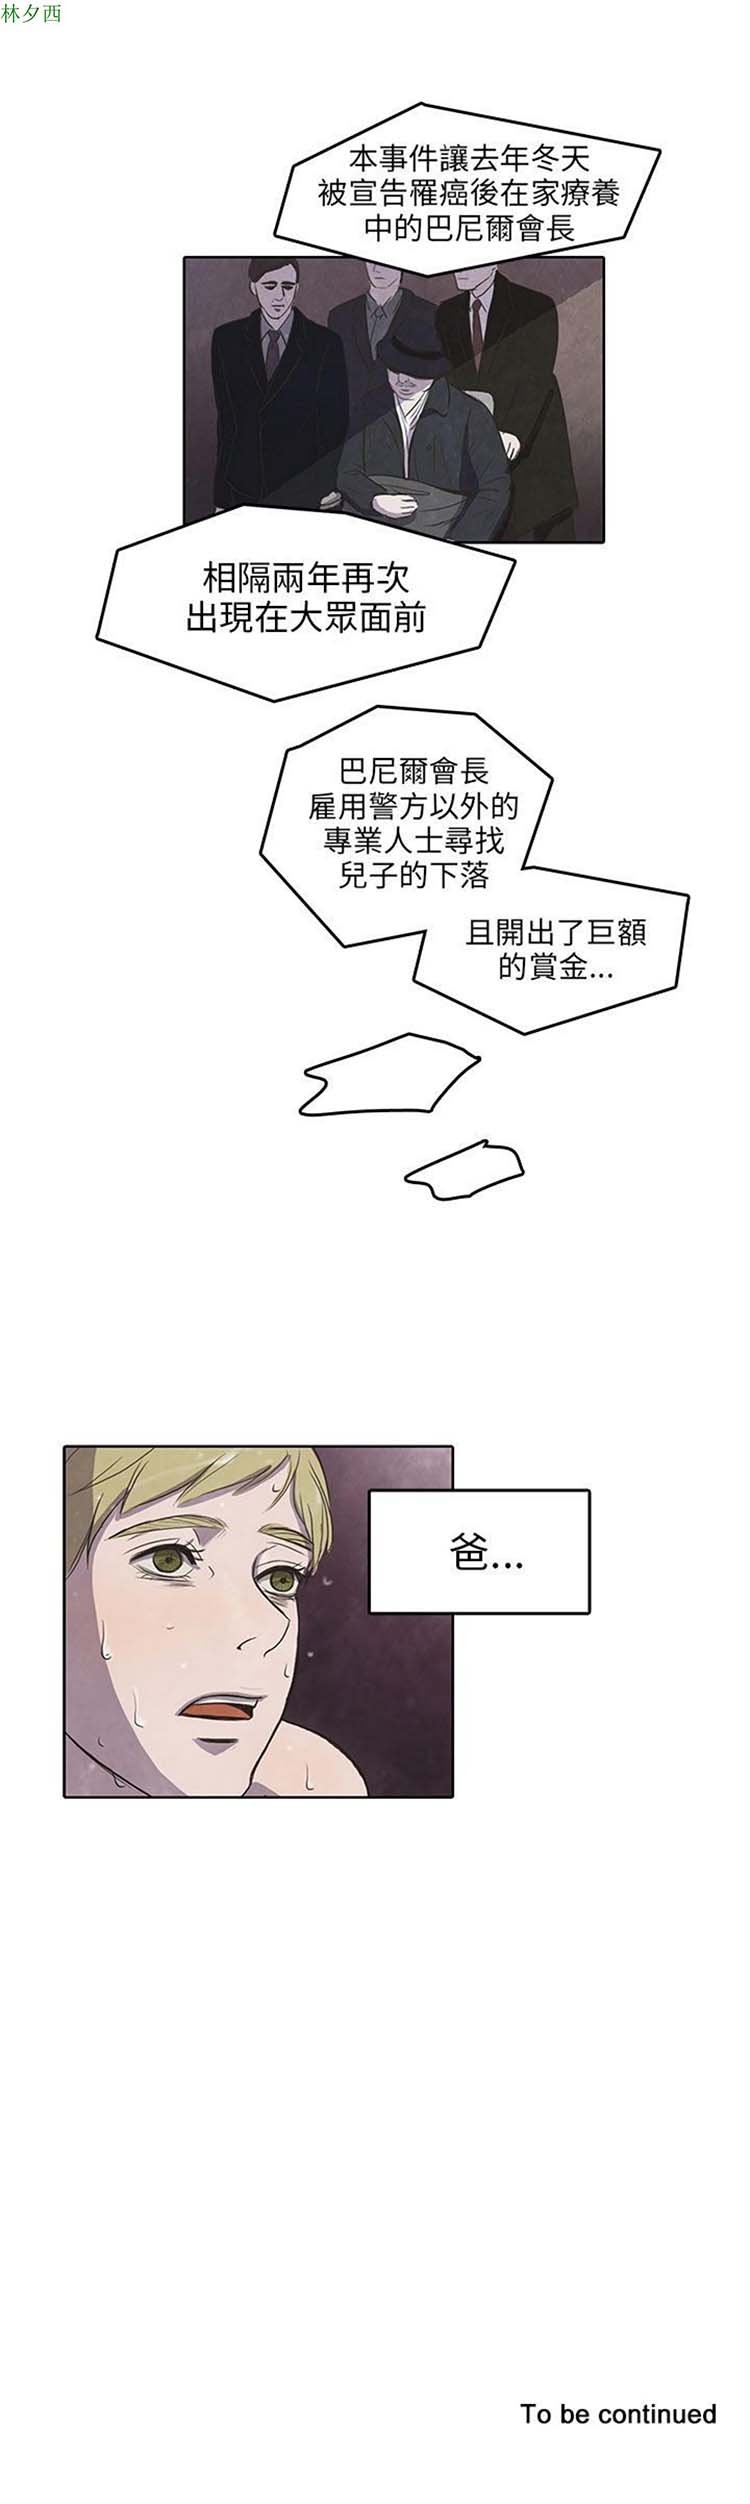 林夕西
本事件讓去年冬天
被宣告罹癌後在家療養
中的巴尼爾會長
相隔兩年再次
出現在大眾面前
巴尼爾會長
雇用警方以外的
專業人士尋找
兒子的下落
且開出了巨額
的賞金...
爸...
To be continued